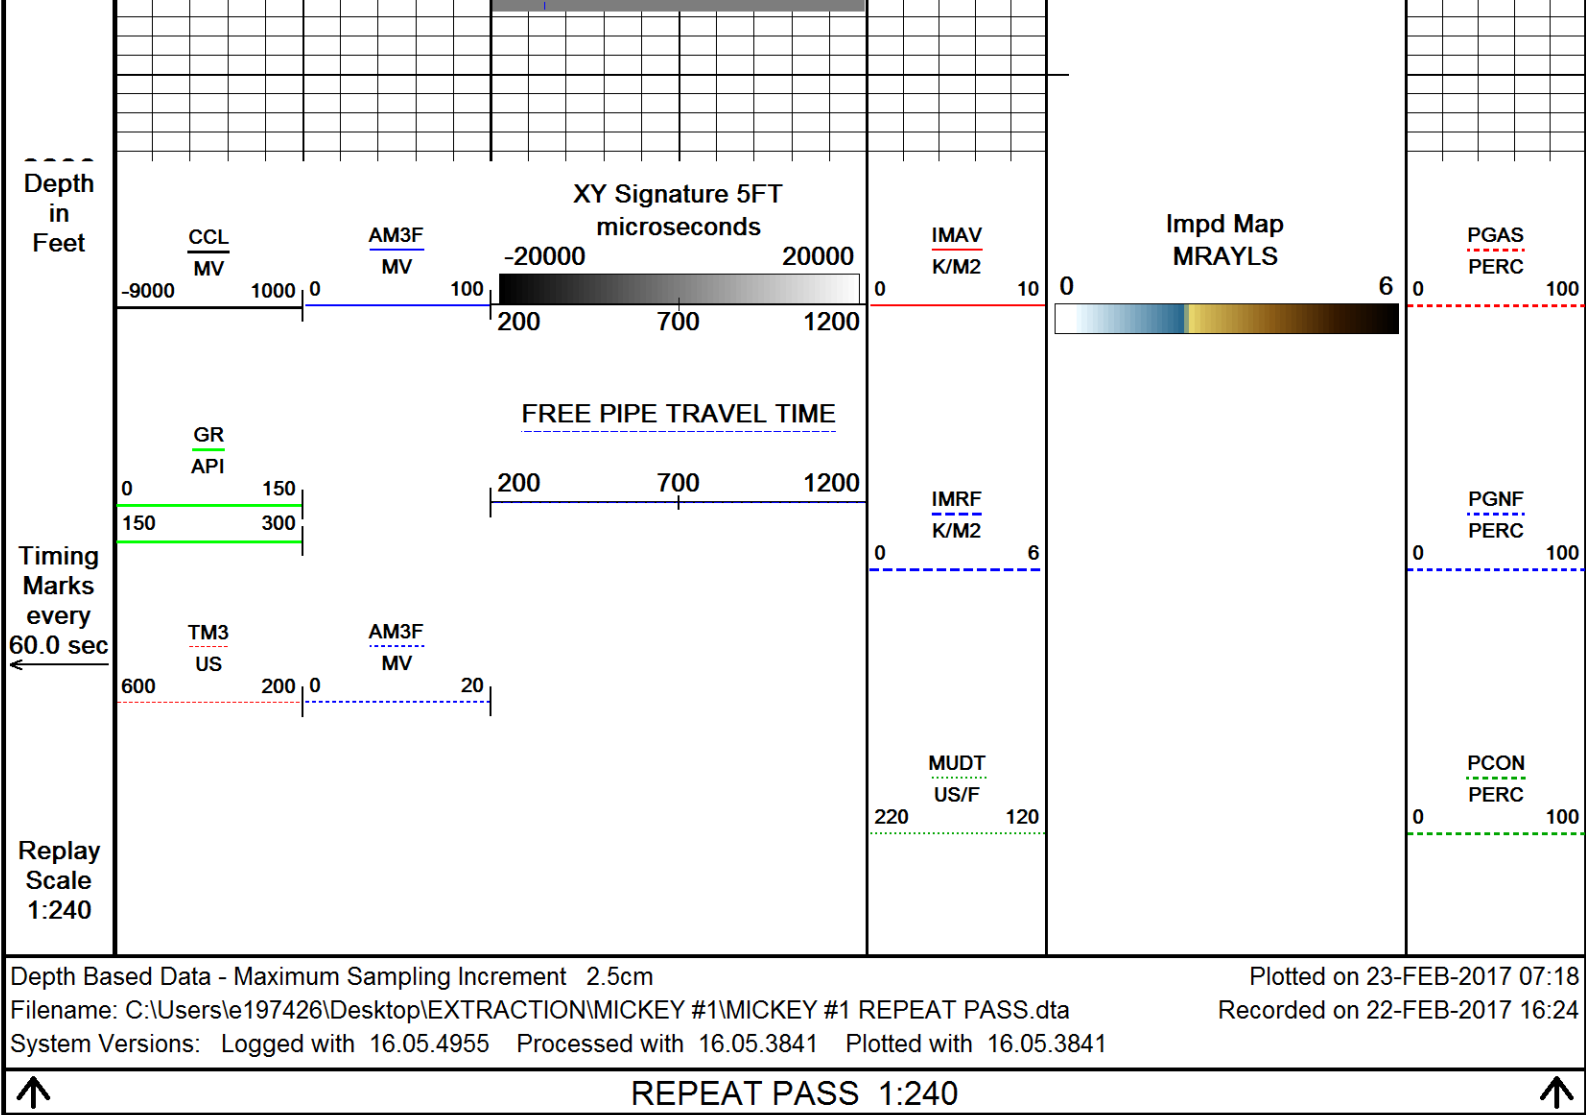 Depth
in
Feet
CCL
MV
-9000 1000
AM3F
MV
0 100
XY Signature 5FT
microseconds
-20000 20000
200 700 1200
IMAV
K/M2
0 10
Impd Map
MRAYLS
0 6
PGAS
PERC
0 100
GR
API
0 150
150 300
FREE PIPE TRAVEL TIME
200 700 1200
IMRF
K/M2
0 6
PGNF
PERC
0 100
Timing
Marks
every
60.0 sec
TM3
US
600 200
AM3F
MV
0 20
MUDT
US/F
220 120
PCON
PERC
0 100
Replay
Scale
1:240
Depth Based Data - Maximum Sampling Increment 2.5cm
Plotted on 23-FEB-2017 07:18
Filename: C:\Users\e197426\Desktop\EXTRACTION\MICKEY #1\MICKEY #1 REPEAT PASS.dta
Recorded on 22-FEB-2017 16:24
System Versions: Logged with 16.05.4955 Processed with 16.05.3841 Plotted with 16.05.3841
REPEAT PASS 1:240